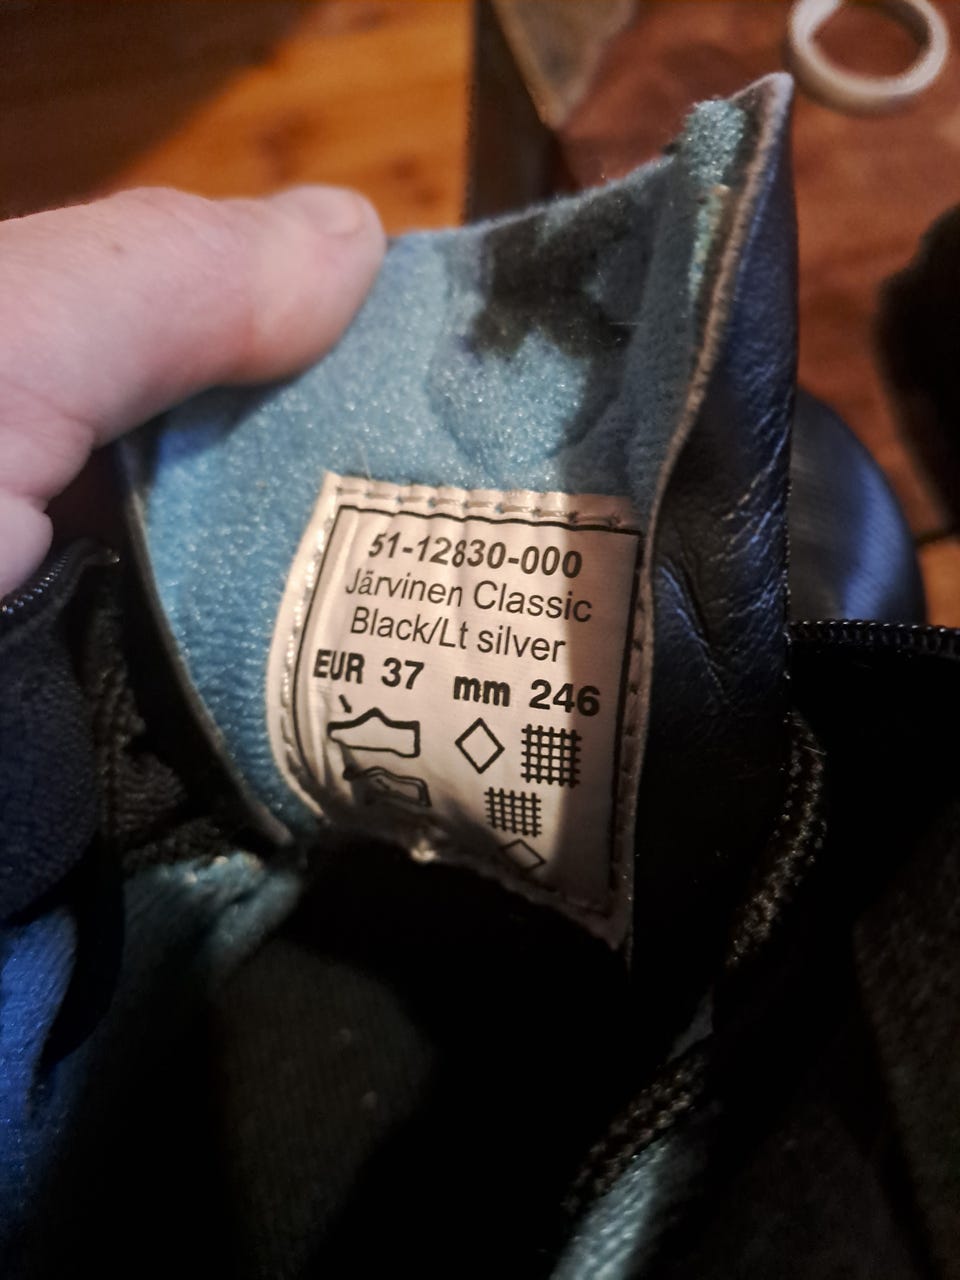 51-12830-000
Järvinen Classic
Black/Lt silver
EUR 37 mm 246